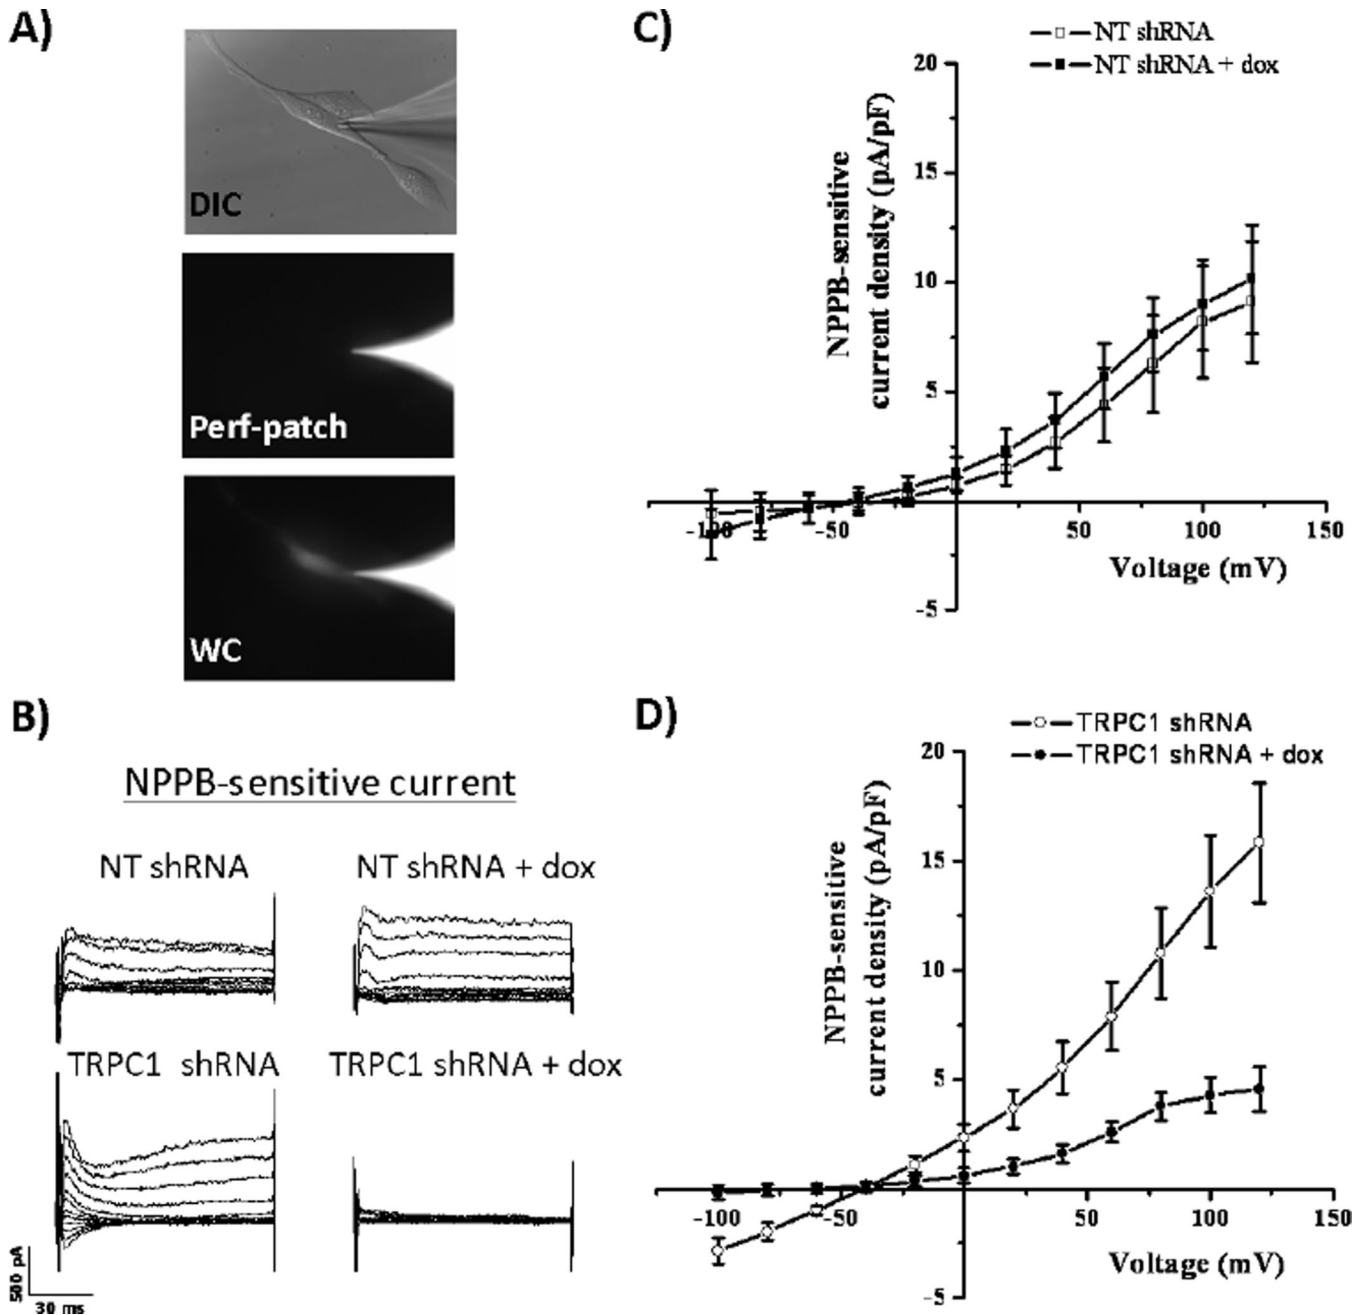 A)
DIC
Perf-patch
WC
B)
NPPB-sensitive current
NT shRNA
NT shRNA + dox
TRPC1 shRNA
TRPC1 shRNA + dox
500 pA
30 ms
C)
NT shRNA
NT shRNA + dox
NPPB-sensitive
current density (pA/pF)
20
15
10
5
-5
-100
-50
50
100
150
Voltage (mV)
D)
TRPC1 shRNA
TRPC1 shRNA + dox
NPPB-sensitive
current density (pA/pF)
20
15
10
5
-5
-100
-50
50
100
150
Voltage (mV)